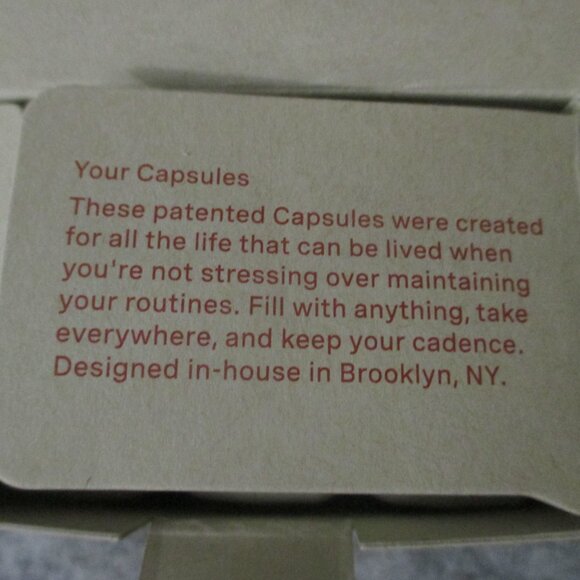 Your Capsules
These patented Capsules were created
for all the life that can be lived when
you're not stressing over maintaining
your routines. Fill with anything, take
everywhere, and keep your cadence.
Designed in-house in Brooklyn, NY.